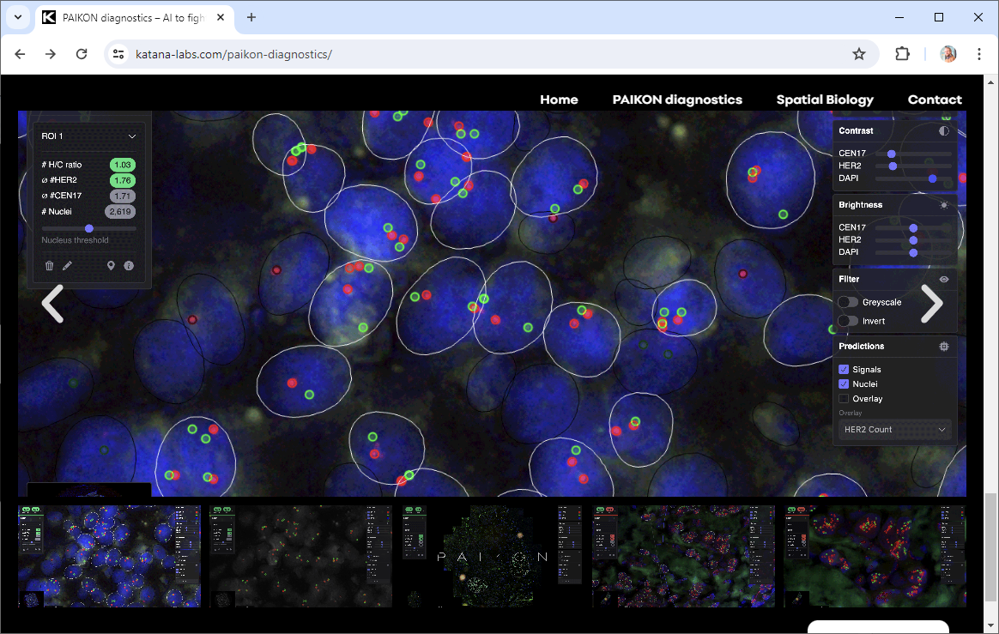 PAIKON diagnostics – AI to figh
katana-labs.com/paikon-diagnostics/
Home PAIKON diagnostics Spatial Biology Contact
ROI 1
# H/C ratio 1.03
⌀ #HER2 1.76
⌀ #CEN17 1.71
# Nuclei 2,619
Nucleus threshold
Contrast
CEN17
HER2
DAPI
Brightness
CEN17
HER2
DAPI
Filter
Greyscale
Invert
Predictions
Signals
Nuclei
Overlay
Overlay
HER2 Count
PAIKON